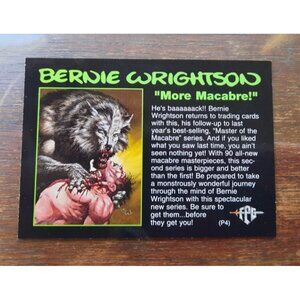 BERNIE WRIGHTSON
"More Macabre!"
He's baaaaaack!! Bernie
Wrightson returns to trading cards
with this, his follow-up to last
year's best-selling, "Master of the
Macabre" series. And if you liked
what you saw last time, you ain't
seen nothing yet! With 90 all-new
macabre masterpieces, this second
series is bigger and better
than the first! Be prepared to take
a monstrously wonderful journey
through the mind of Bernie
Wrightson with this spectacular
new series. Be sure to
get them...before
they get you!
(P4)
FPG